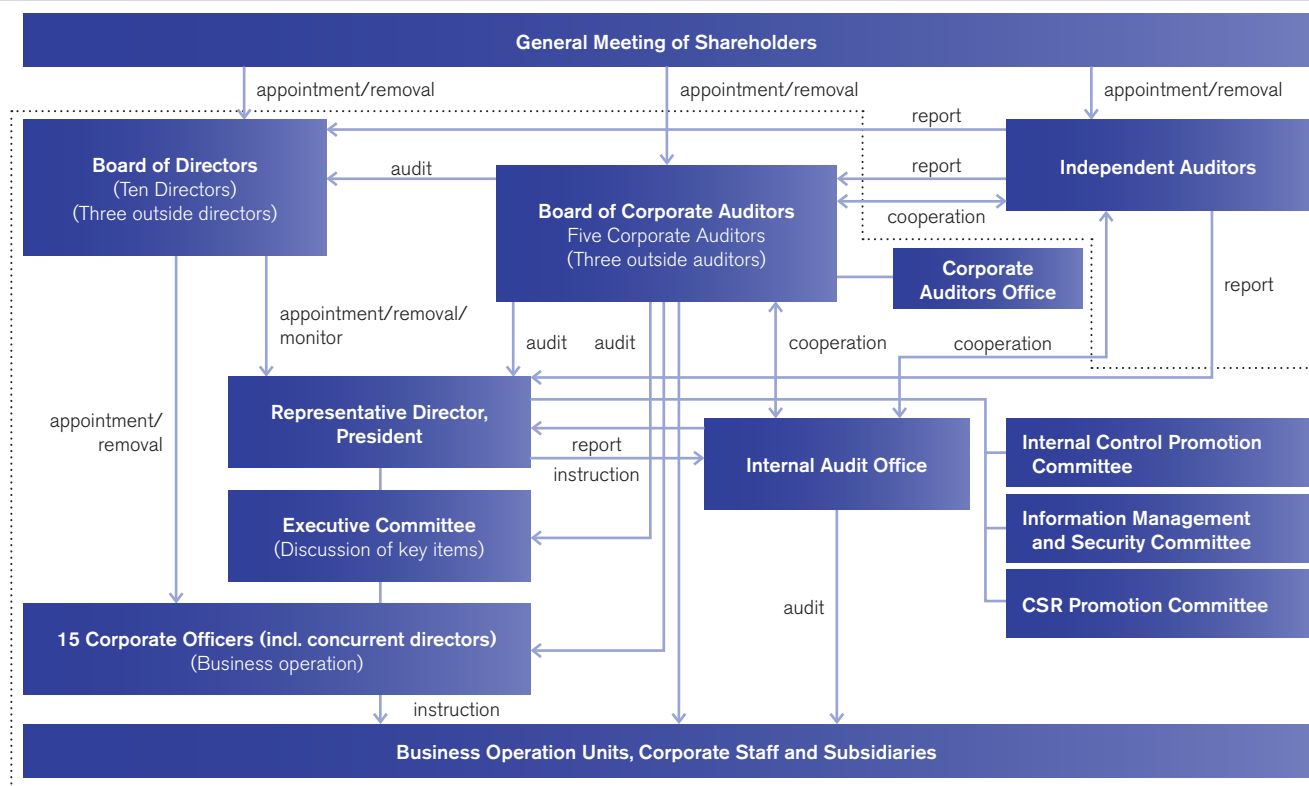 General Meeting of Shareholders
appointment/removal
appointment/removal
appointment/removal
report
Board of Directors
(Ten Directors)
(Three outside directors)
audit
report
Independent Auditors
Board of Corporate Auditors
Five Corporate Auditors
(Three outside auditors)
cooperation
Corporate
Auditors Office
report
appointment/removal/
monitor
audit
audit
cooperation
cooperation
appointment/
removal
Representative Director,
President
report
instruction
Internal Audit Office
Internal Control Promotion
Committee
Executive Committee
(Discussion of key items)
Information Management
and Security Committee
audit
CSR Promotion Committee
15 Corporate Officers (incl. concurrent directors)
(Business operation)
instruction
Business Operation Units, Corporate Staff and Subsidiaries